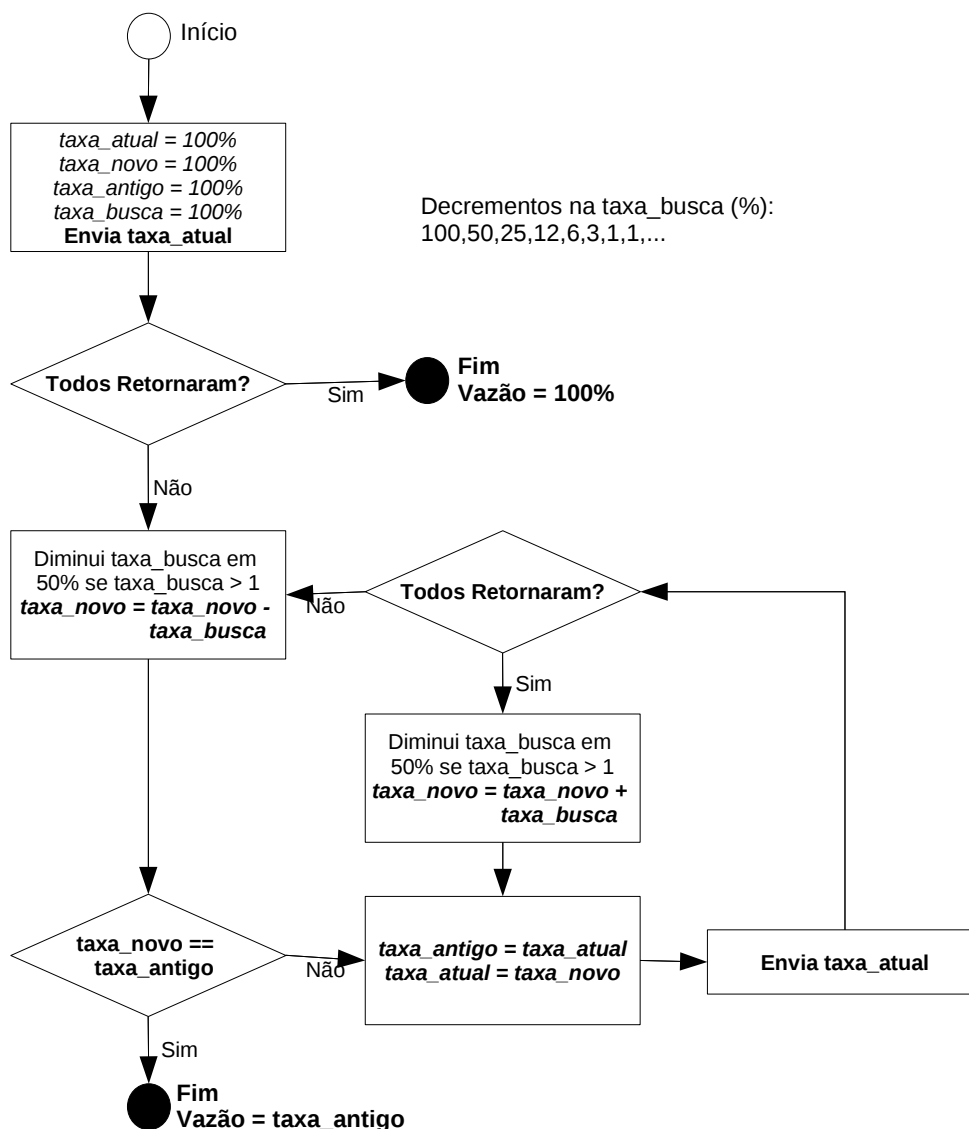 Início
taxa_atual = 100%
taxa_novo = 100%
taxa_antigo = 100%
taxa_busca = 100%
Envia taxa_atual
Decrementos na taxa_busca (%):
100,50,25,12,6,3,1,1,...
Todos Retornaram?
Sim
Fim
Vazão = 100%
Não
Diminui taxa_busca em
50% se taxa_busca > 1
taxa_novo = taxa_novo -
taxa_busca
Todos Retornaram?
Não
Sim
Diminui taxa_busca em
50% se taxa_busca > 1
taxa_novo = taxa_novo +
taxa_busca
taxa_novo ==
taxa_antigo
Não
taxa_antigo = taxa_atual
taxa_atual = taxa_novo
Envia taxa_atual
Sim
Fim
Vazão = taxa_antigo